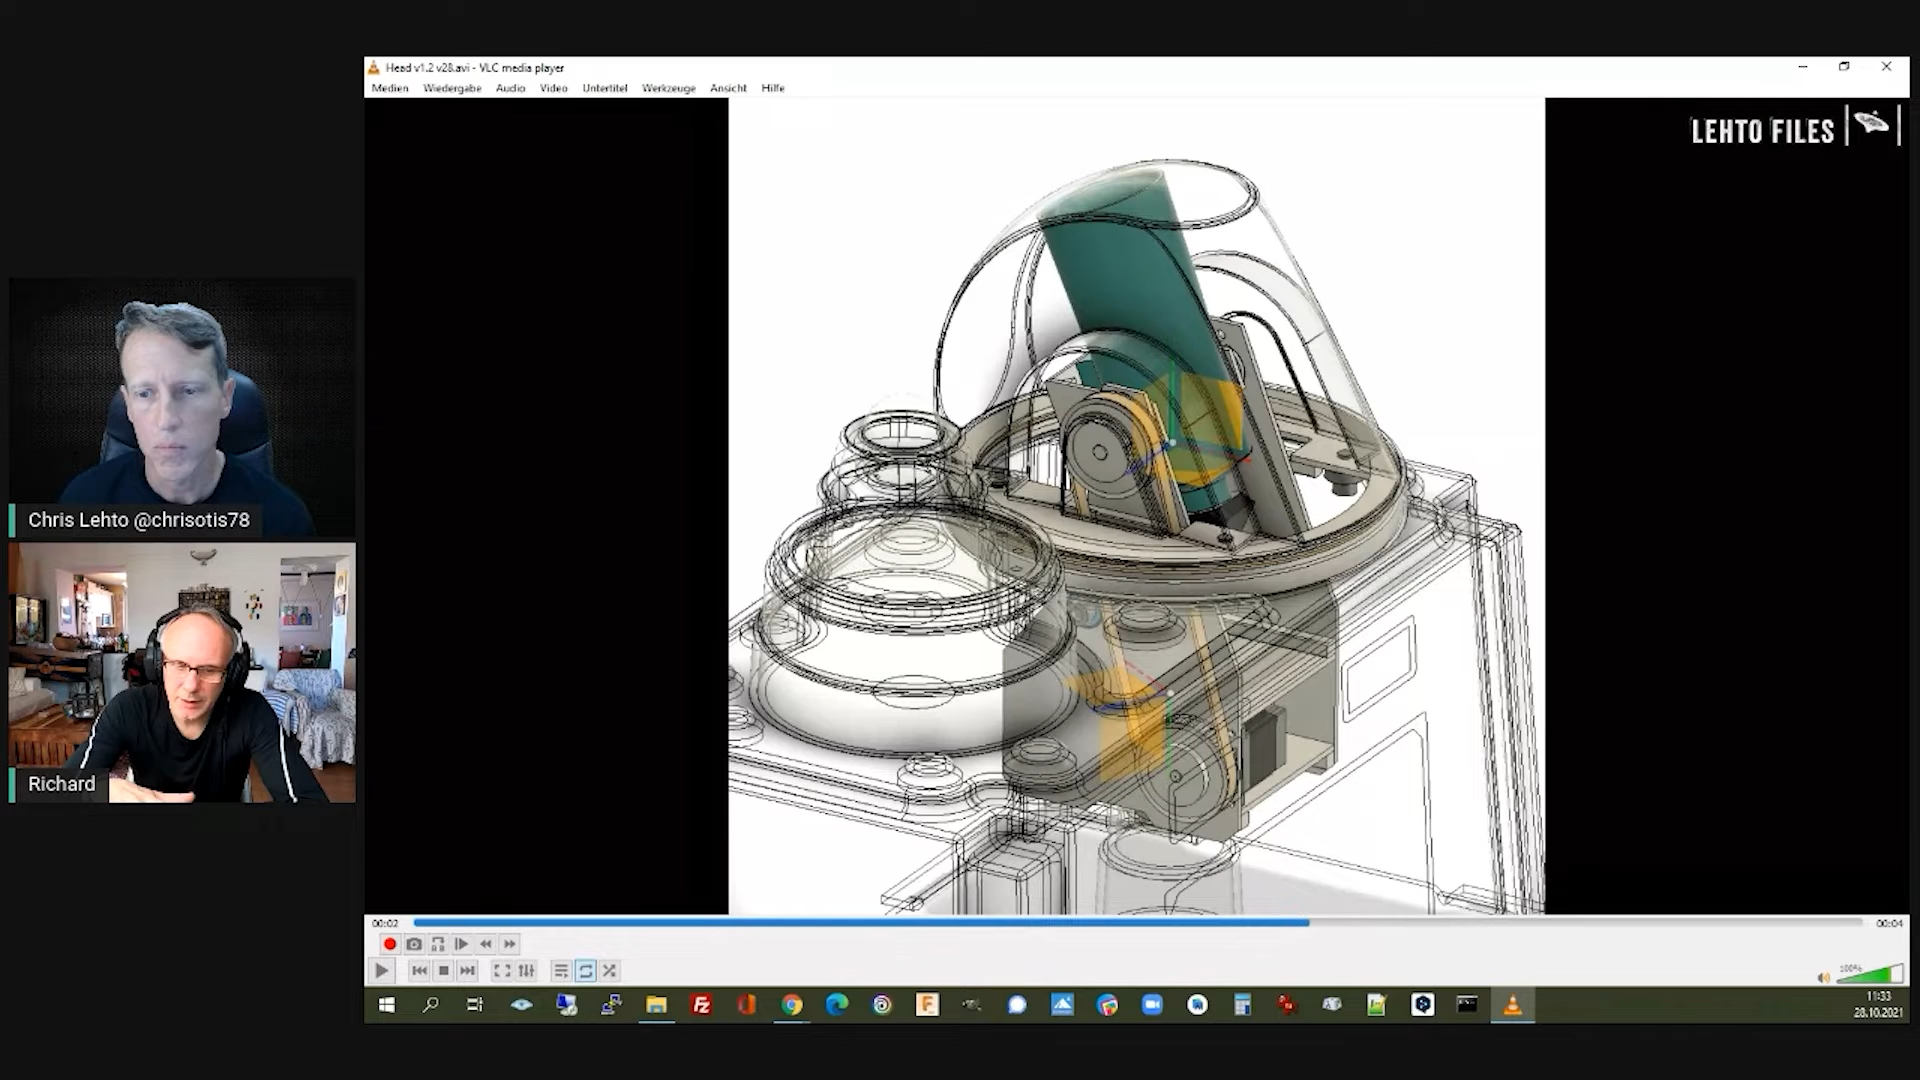 Head v1.2 v28.avi - VLC media player
Medien Wiedergabe Audio Video Untertitel Werkzeuge Ansicht Hilfe
LEHTO FILES
Chris Lehto @chrisotis78
Richard
00:02
00:04
100%
11:33
28.10.2021